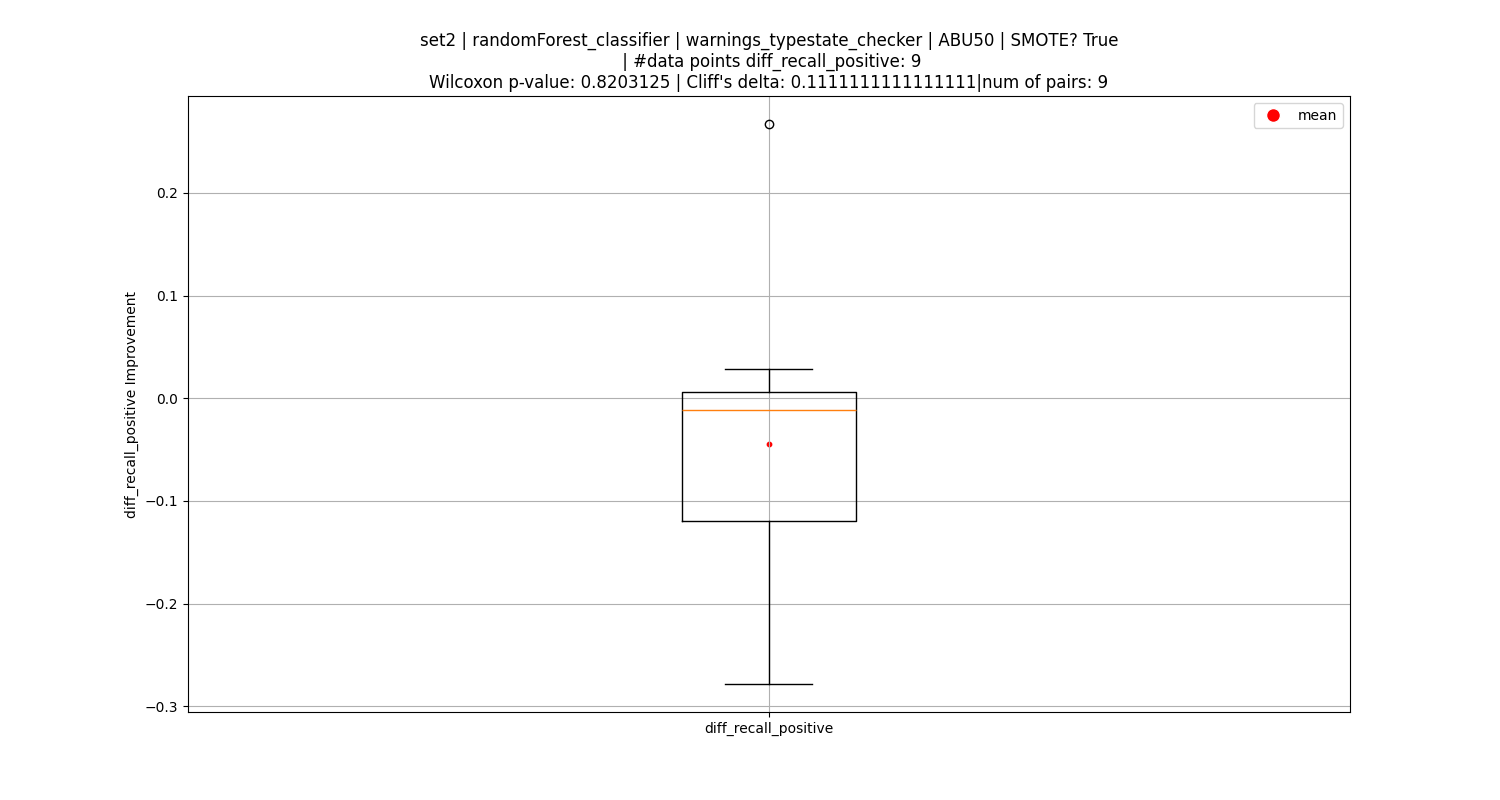 set2 | randomForest_classifier | warnings_typestate_checker | ABU50 | SMOTE? True
| #data points diff_recall_positive: 9
Wilcoxon p-value: 0.8203125 | Cliff's delta: 0.1111111111111111|num of pairs: 9
mean
0.2
0.1
0.0
−0.1
−0.2
−0.3
diff_recall_positive Improvement
diff_recall_positive